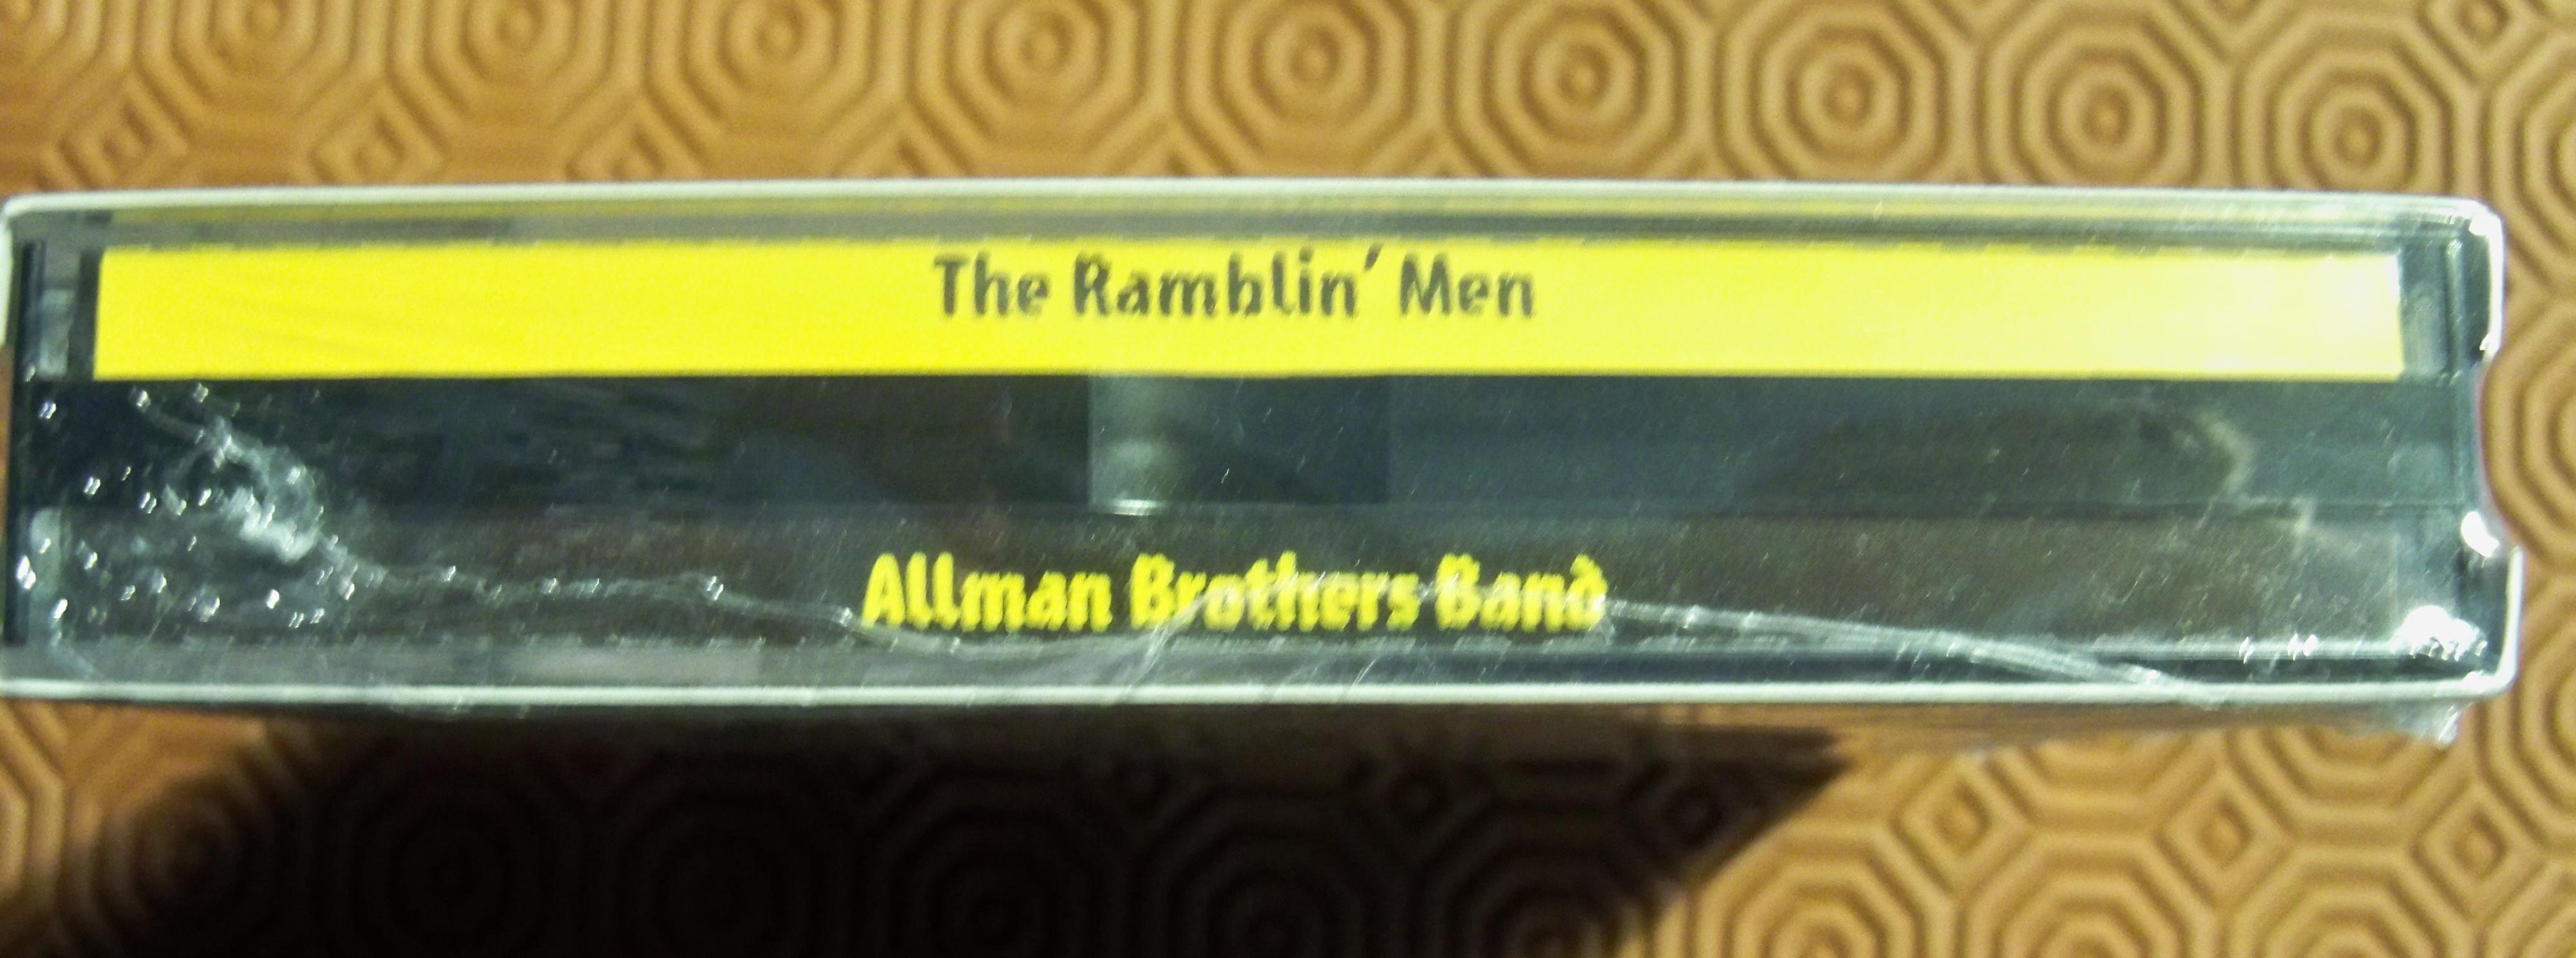 The Ramblin' Men
Allman Brothers Band